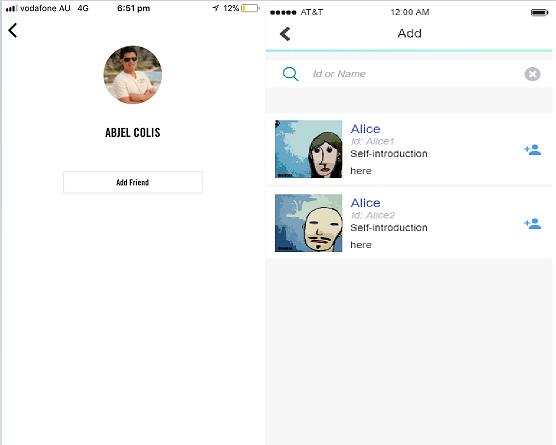 vodafone AU 4G 6:51 pm 12%
ABJEL COLIS
Add Friend
AT&T 12:00 AM
Add
Id or Name
Alice
Id: Alice1
Self-introduction
here
Alice
Id: Alice2
Self-introduction
here